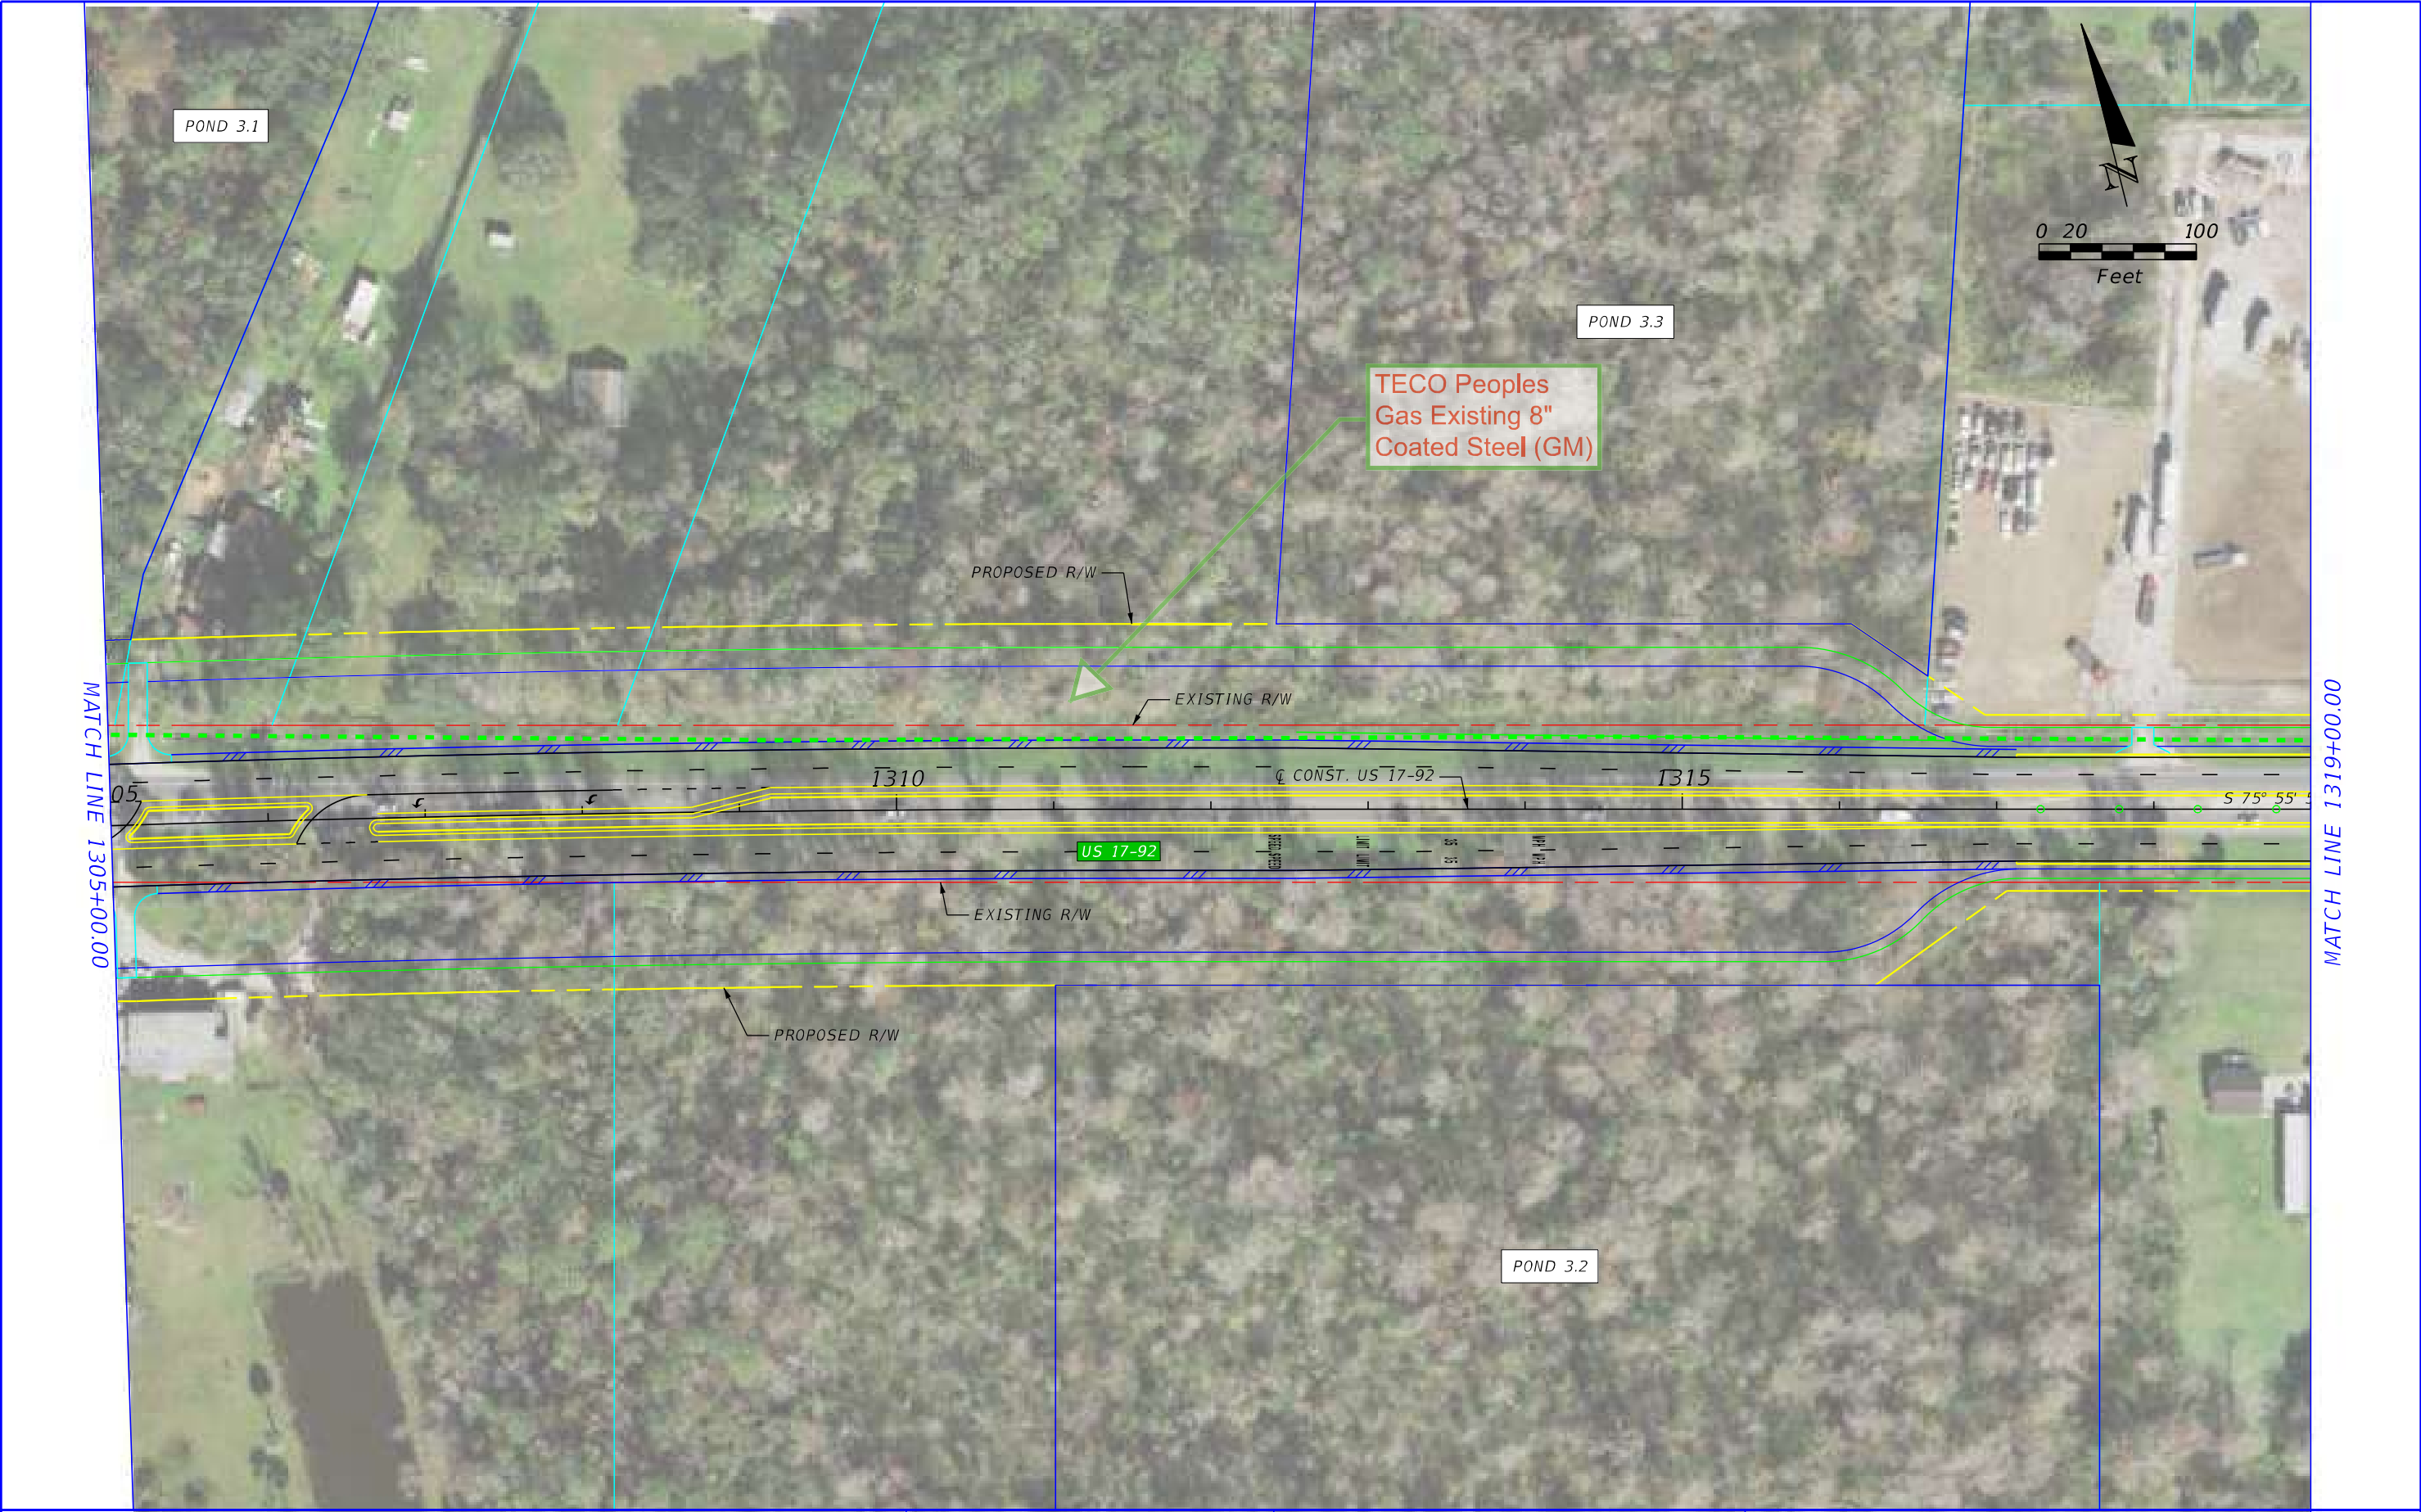 POND 3.1
N
0 20 100
Feet
POND 3.3
TECO Peoples
Gas Existing 8"
Coated Steel (GM)
PROPOSED R/W
EXISTING R/W
MATCH LINE 1305+00.00
MATCH LINE 1319+00.00
1310
℄ CONST. US 17-92
1315
05
S 75° 55'
US 17-92
EXISTING R/W
PROPOSED R/W
POND 3.2